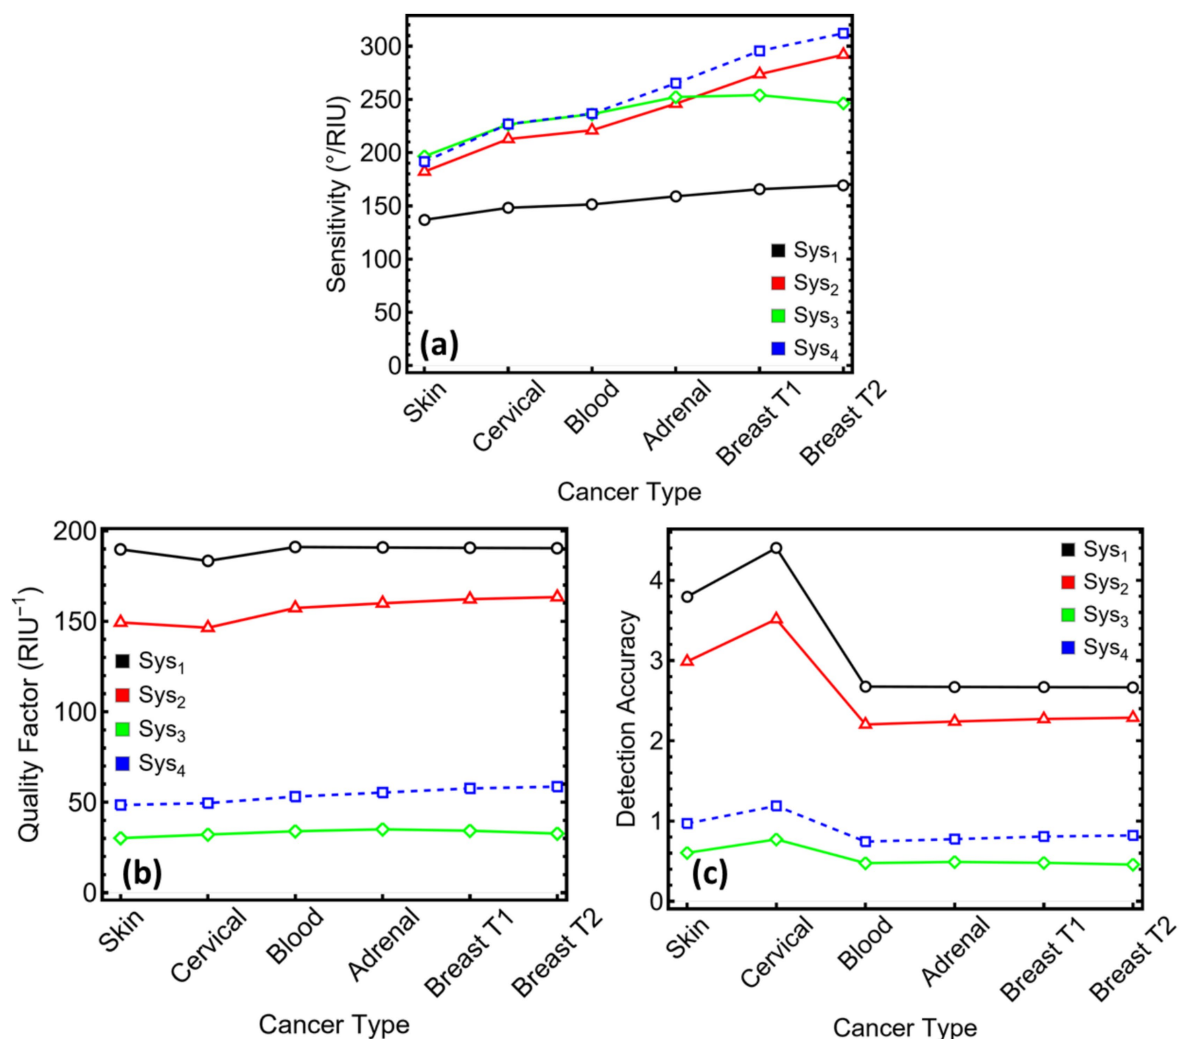 300
250
200
150
100
50
0
Sensitivity (°/RIU)
Sys₁
Sys₂
Sys₃
Sys₄
(a)
Skin
Cervical
Blood
Adrenal
Breast T1
Breast T2
Cancer Type
200
150
100
50
0
Quality Factor (RIU⁻¹)
Sys₁
Sys₂
Sys₃
Sys₄
(b)
Skin
Cervical
Blood
Adrenal
Breast T1
Breast T2
Cancer Type
4
3
2
1
0
Detection Accuracy
Sys₁
Sys₂
Sys₃
Sys₄
(c)
Skin
Cervical
Blood
Adrenal
Breast T1
Breast T2
Cancer Type